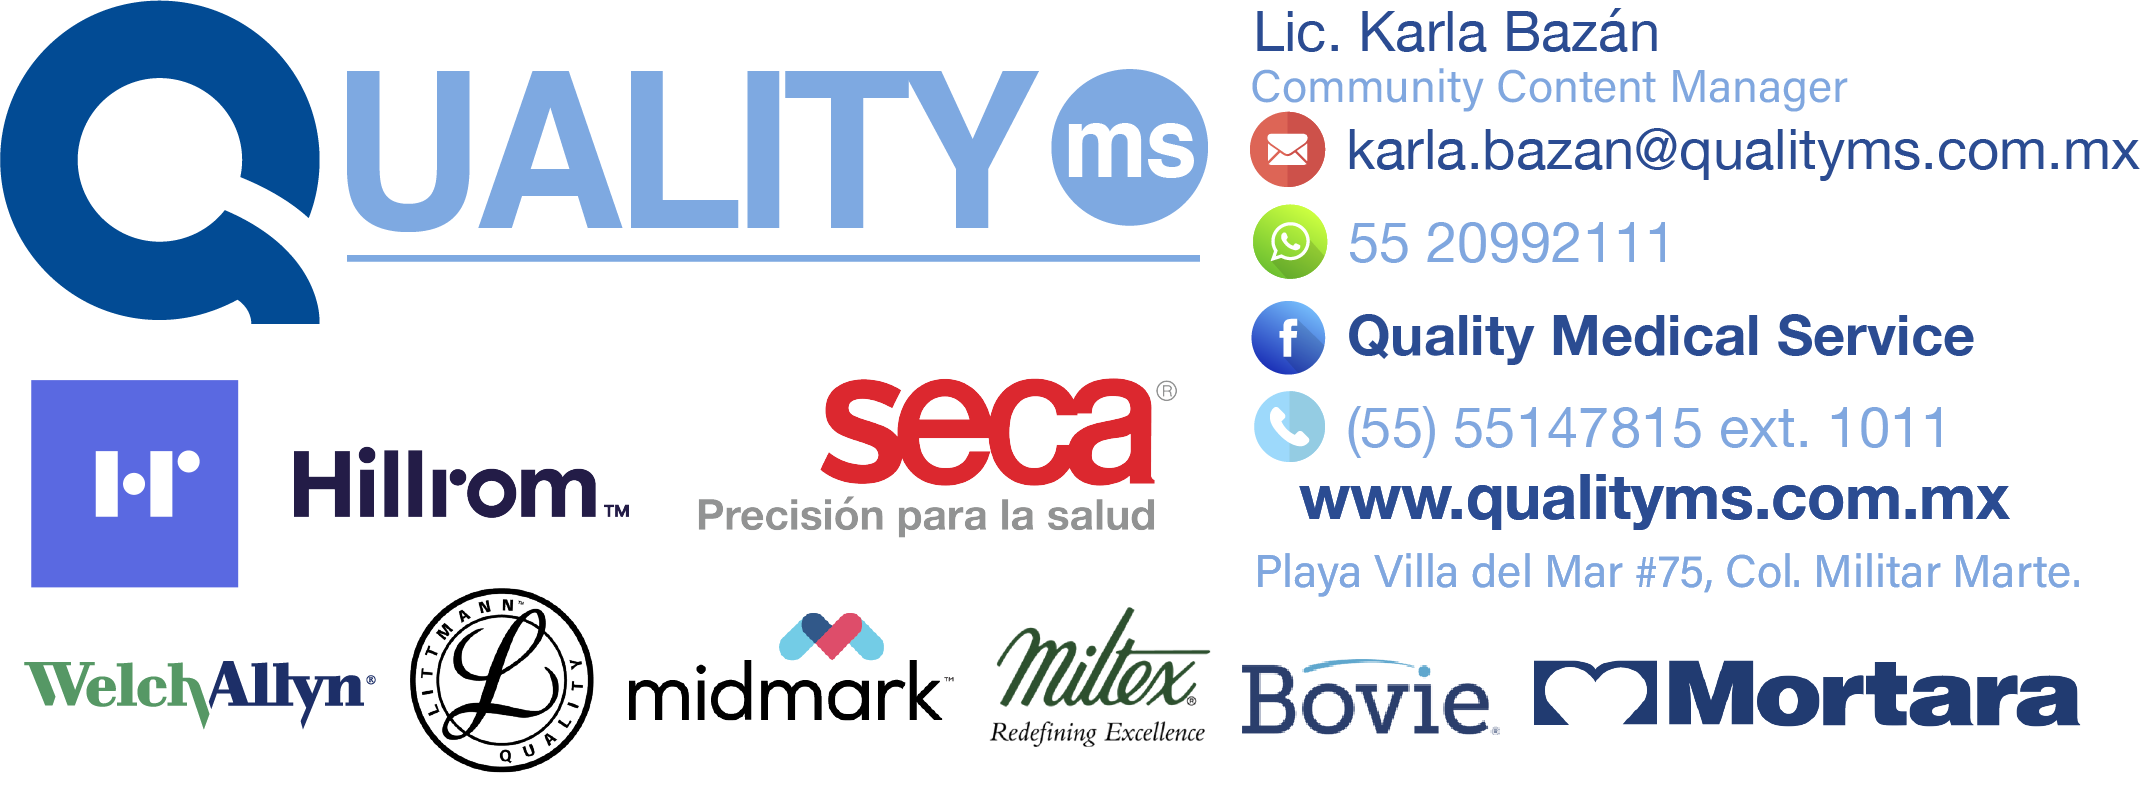 QUALITY ms
Lic. Karla Bazán
Community Content Manager
karla.bazan@qualityms.com.mx
55 20992111
Quality Medical Service
(55) 55147815 ext. 1011
www.qualityms.com.mx
Playa Villa del Mar #75, Col. Militar Marte.
Hr
Hillrom™
seca®
Precisión para la salud
WelchAllyn®
LITTMANN™
L
QUALITY
midmark™
Miltex®
Redefining Excellence
Bovie®
Mortara